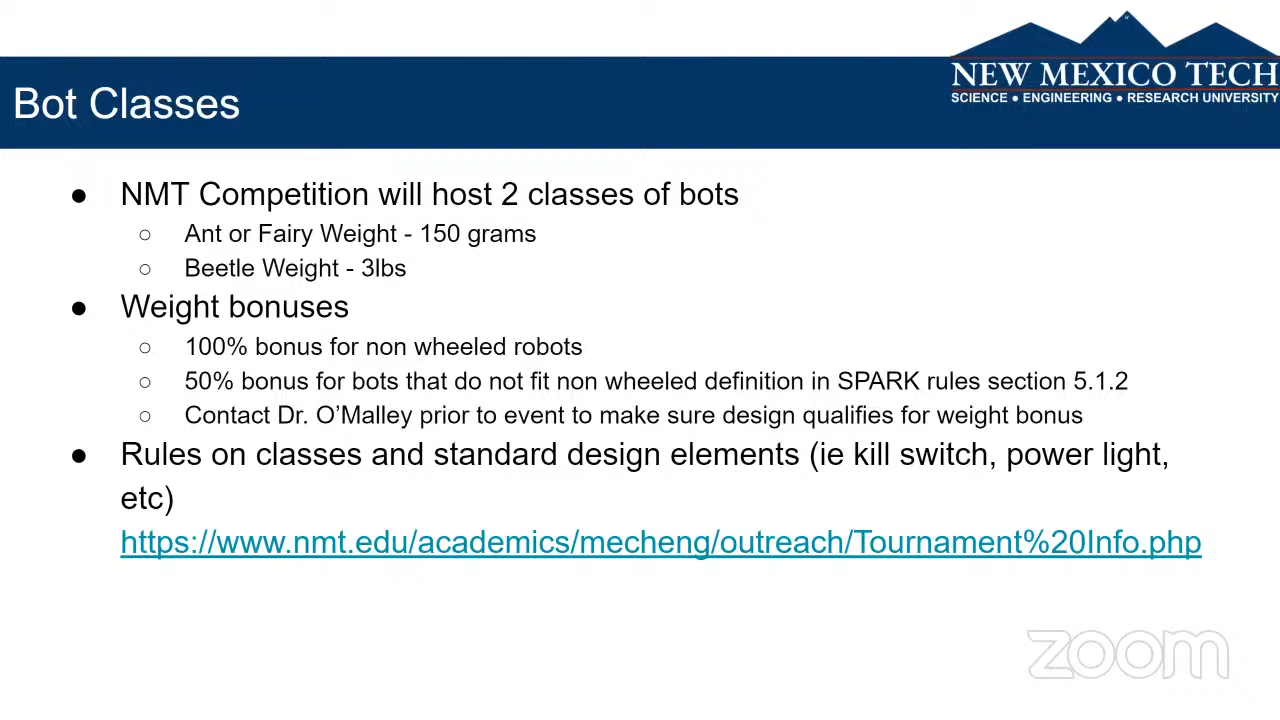 NEW MEXICO TECH
SCIENCE • ENGINEERING • RESEARCH UNIVERSITY
Bot Classes
● NMT Competition will host 2 classes of bots
○ Ant or Fairy Weight - 150 grams
○ Beetle Weight - 3lbs
● Weight bonuses
○ 100% bonus for non wheeled robots
○ 50% bonus for bots that do not fit non wheeled definition in SPARK rules section 5.1.2
○ Contact Dr. O’Malley prior to event to make sure design qualifies for weight bonus
● Rules on classes and standard design elements (ie kill switch, power light,
etc)
https://www.nmt.edu/academics/mecheng/outreach/Tournament%20Info.php
zoom